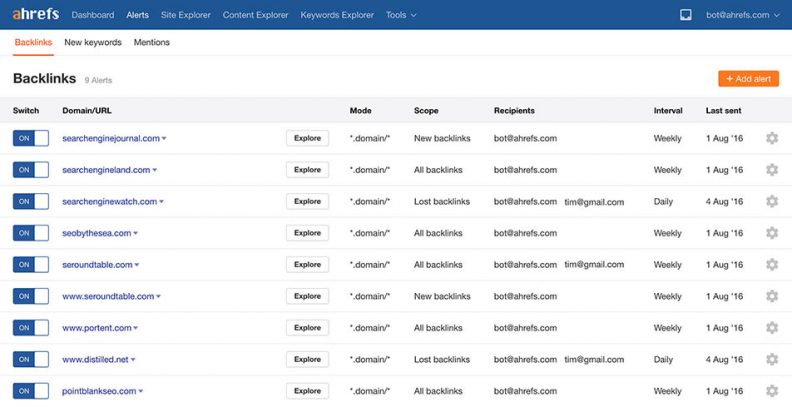 ahrefs Dashboard Alerts Site Explorer Content Explorer Keywords Explorer Tools bot@ahrefs.com
Backlinks New keywords Mentions
Backlinks 9 Alerts + Add alert
Switch Domain/URL Mode Scope Recipients Interval Last sent
ON searchenginejournal.com Explore *.domain/* New backlinks bot@ahrefs.com Weekly 1 Aug '16
ON searchengineland.com Explore *.domain/* All backlinks bot@ahrefs.com Weekly 1 Aug '16
ON searchenginewatch.com Explore *.domain/* Lost backlinks bot@ahrefs.com tim@gmail.com Daily 4 Aug '16
ON seobythesea.com Explore *.domain/* All backlinks bot@ahrefs.com Weekly 1 Aug '16
ON seroundtable.com Explore *.domain/* All backlinks bot@ahrefs.com tim@gmail.com Weekly 1 Aug '16
ON www.seroundtable.com Explore *.domain/* New backlinks bot@ahrefs.com Weekly 1 Aug '16
ON www.portent.com Explore *.domain/* All backlinks bot@ahrefs.com Weekly 1 Aug '16
ON www.distilled.net Explore *.domain/* Lost backlinks bot@ahrefs.com tim@gmail.com Daily 4 Aug '16
ON pointblankseo.com Explore *.domain/* All backlinks bot@ahrefs.com Weekly 1 Aug '16